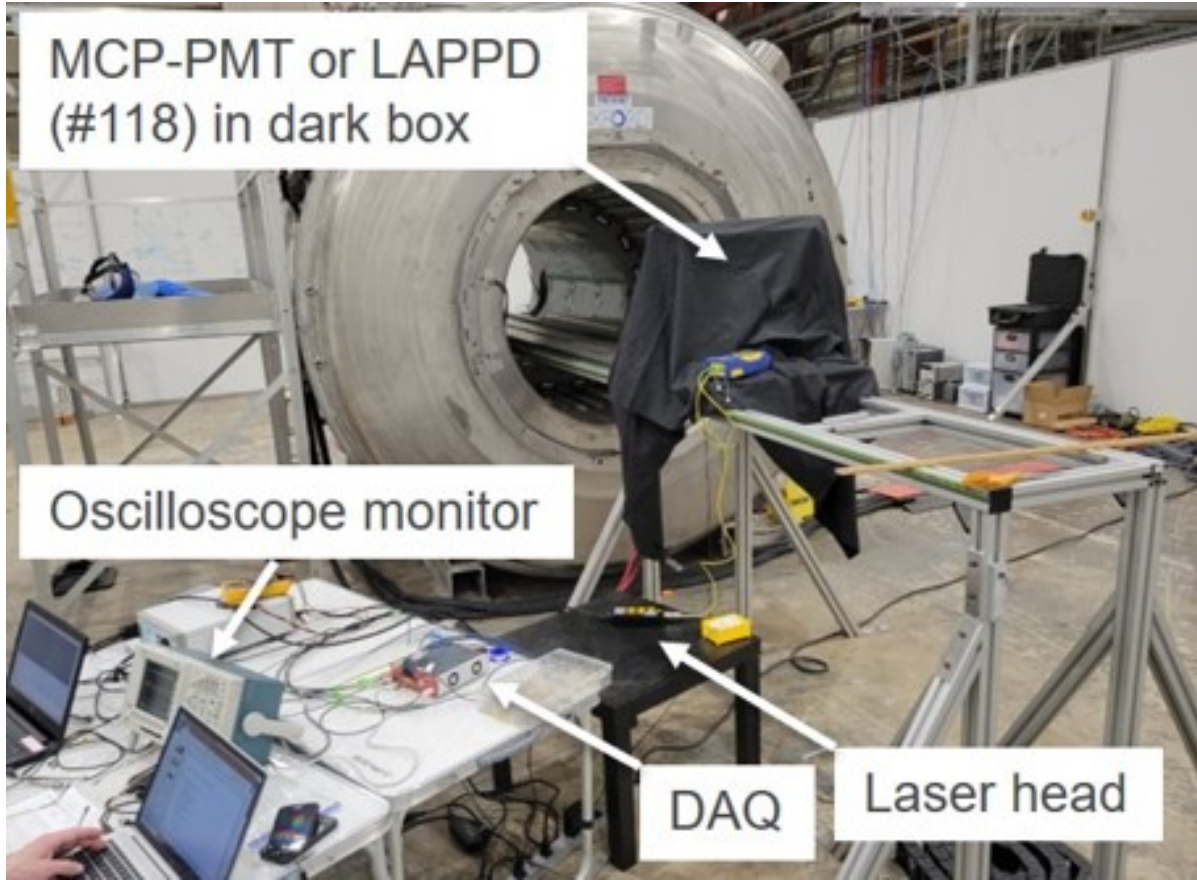 MCP-PMT or LAPPD
(#118) in dark box
Oscilloscope monitor
DAQ
Laser head